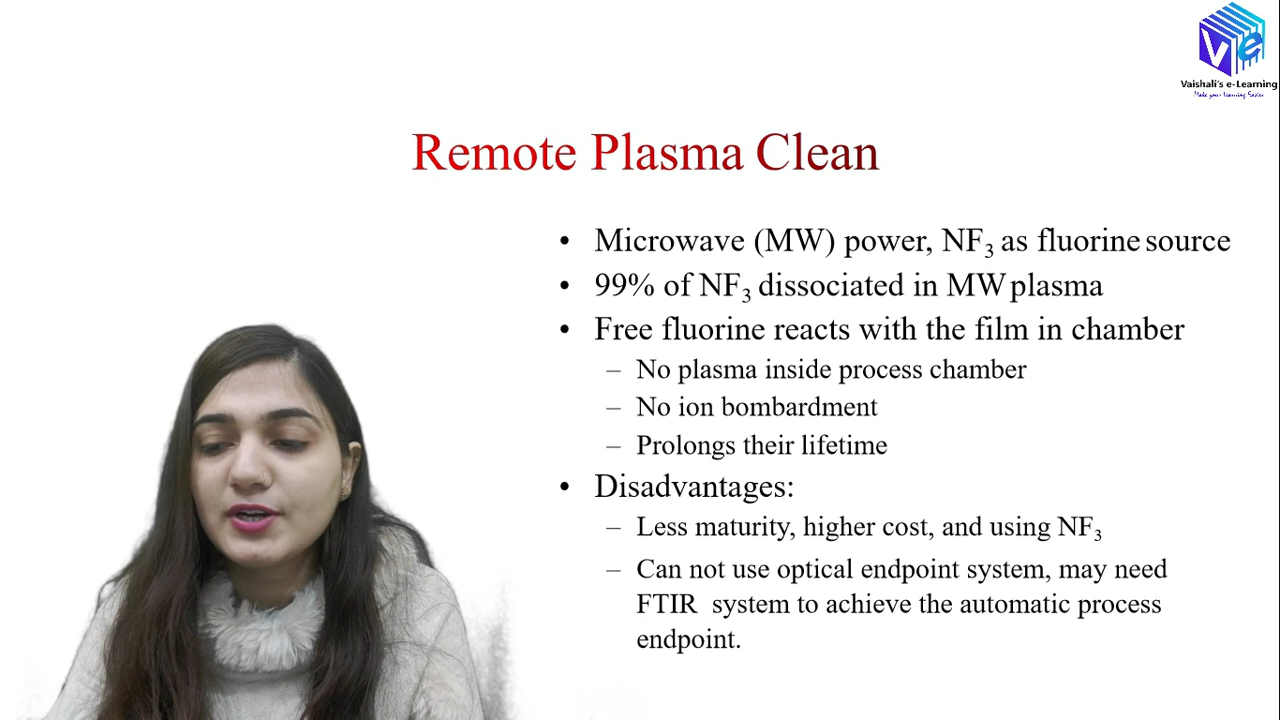 Vaishali's e-Learning
Make your Learning Easier
Remote Plasma Clean
• Microwave (MW) power, NF₃ as fluorine source
• 99% of NF₃ dissociated in MW plasma
• Free fluorine reacts with the film in chamber
– No plasma inside process chamber
– No ion bombardment
– Prolongs their lifetime
• Disadvantages:
– Less maturity, higher cost, and using NF₃
– Can not use optical endpoint system, may need
FTIR system to achieve the automatic process
endpoint.